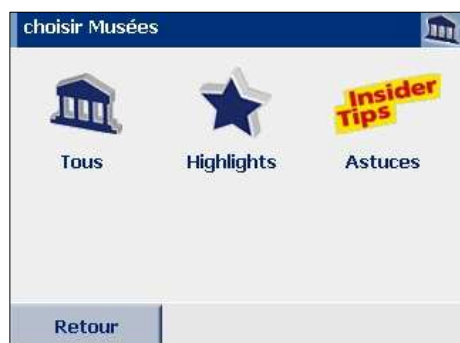 choisir Musées
Insider
Tips
Tous Highlights Astuces
Retour